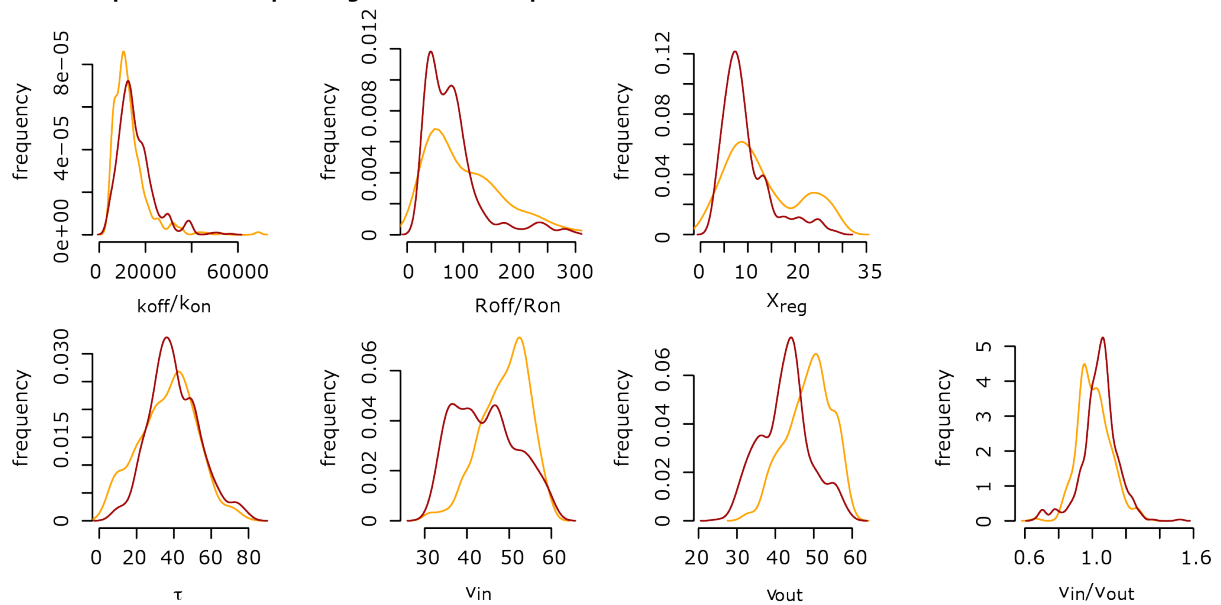 frequency
0e+00 4e−05 8e−05
0 20000 60000
koff/kon
frequency
0 0.004 0.008 0.012
0 100 200 300
Roff/Ron
frequency
0 0.04 0.08 0.12
0 10 20 35
Xreg
frequency
0 0.015 0.030
0 20 40 60 80
τ
frequency
0 0.02 0.04 0.06
30 40 50 60
vin
frequency
0 0.02 0.04 0.06
20 30 40 50 60
vout
frequency
0 1 2 3 4 5
0.6 1.0 1.6
vin/vout